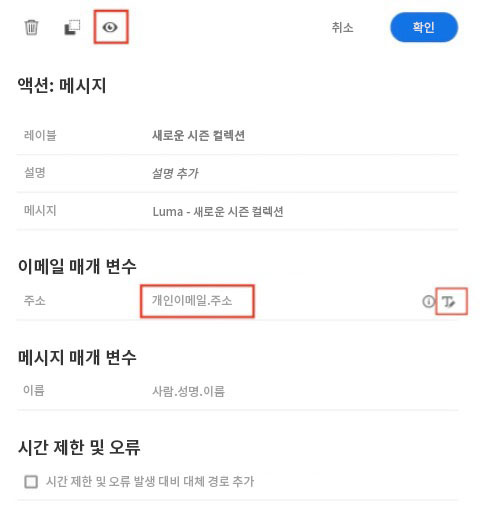 취소 확인
액션: 메시지
레이블 새로운 시즌 컬렉션
설명 설명 추가
메시지 Luma - 새로운 시즌 컬렉션
이메일 매개 변수
주소 개인이메일.주소
메시지 매개 변수
이름 사람.성명.이름
시간 제한 및 오류
시간 제한 및 오류 발생 대비 대체 경로 추가